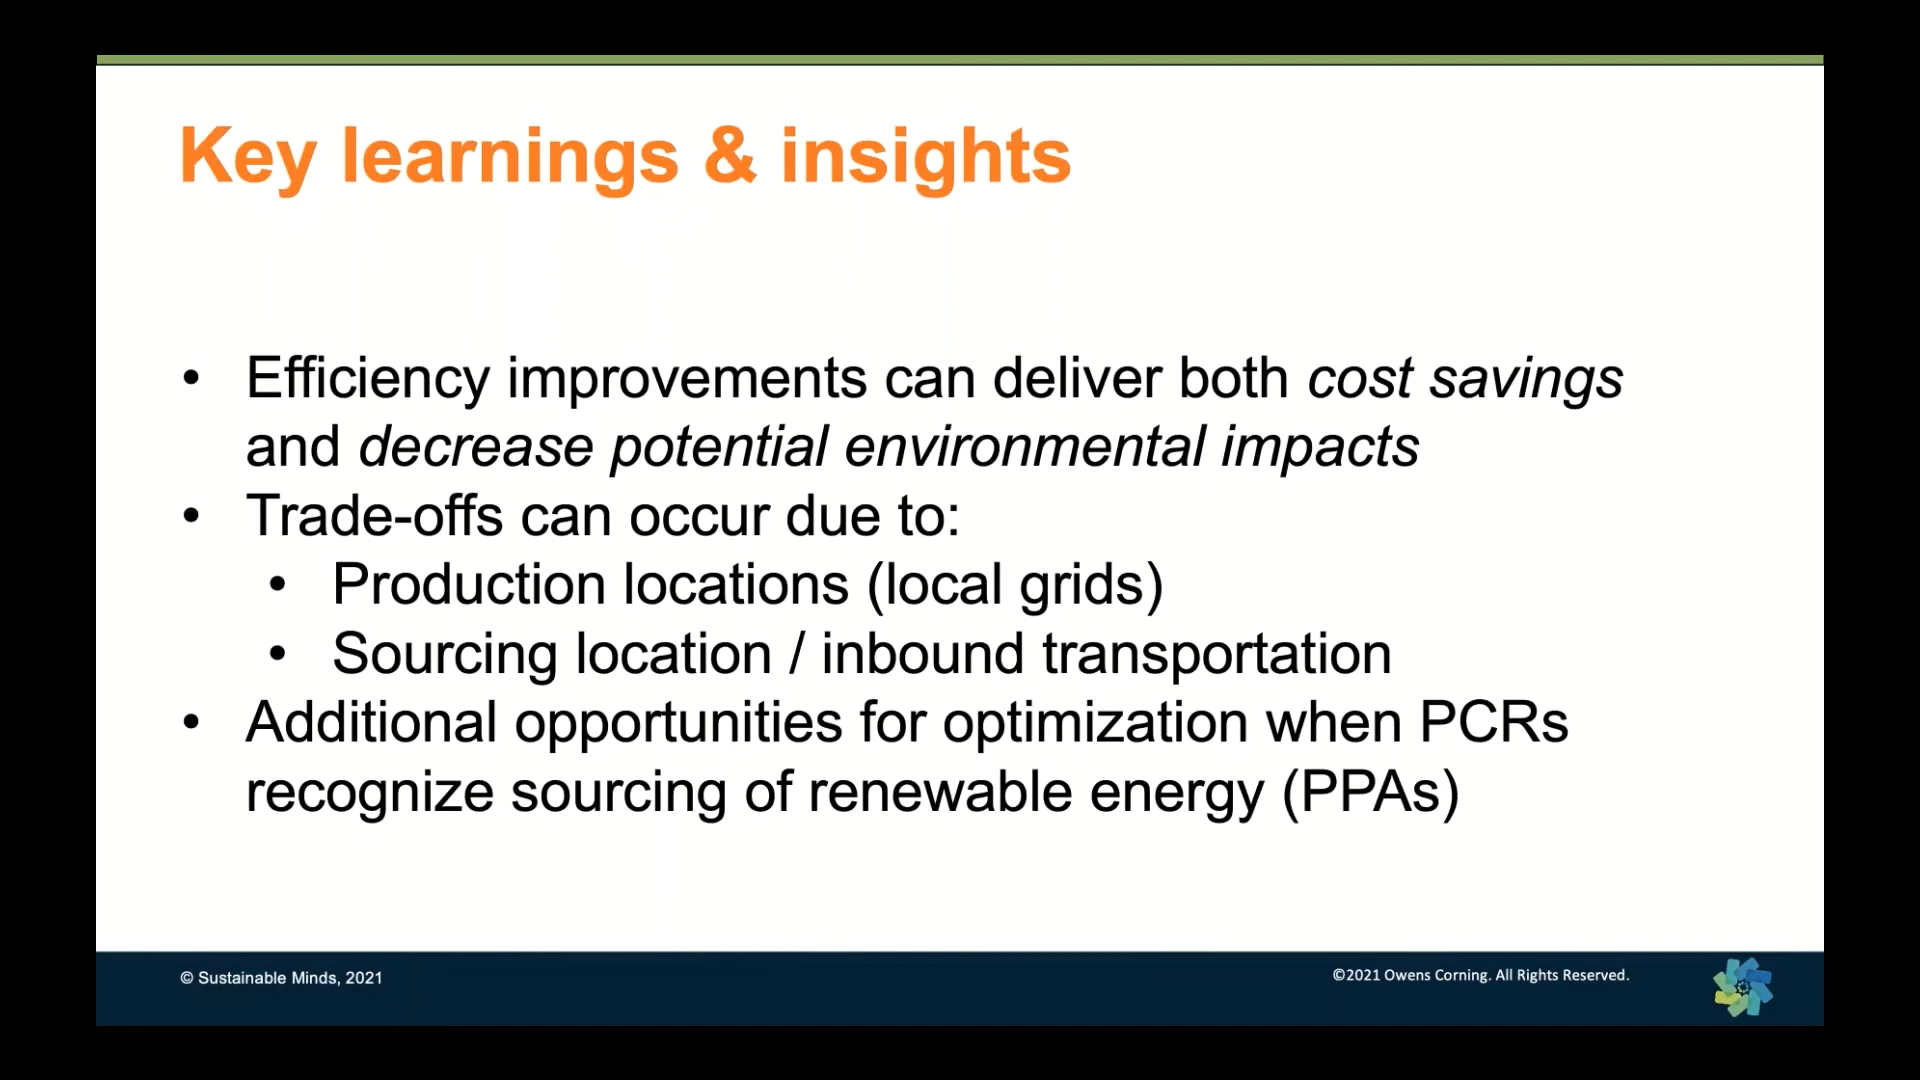 Key learnings & insights
• Efficiency improvements can deliver both cost savings
and decrease potential environmental impacts
• Trade-offs can occur due to:
• Production locations (local grids)
• Sourcing location / inbound transportation
• Additional opportunities for optimization when PCRs
recognize sourcing of renewable energy (PPAs)
© Sustainable Minds, 2021
©2021 Owens Corning. All Rights Reserved.